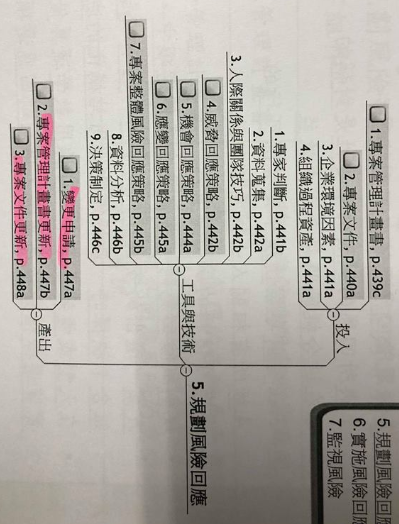 5.規劃風險回應
投入
1.專案管理計畫書, p.439c
2.專案文件, p.440a
3.企業環境因素, p.441a
4.組織過程資產, p.441a
工具與技術
1.專家判斷, p.441b
2.資料蒐集, p.442a
3.人際關係與團隊技巧, p.442b
4.威脅回應策略, p.442b
5.機會回應策略, p.444a
6.應變回應策略, p.445a
7.專案整體風險回應策略, p.445b
8.資料分析, p.446b
9.決策制定, p.446c
產出
1.變更申請, p.447a
2.專案管理計畫書更新, p.447b
3.專案文件更新, p.448a
5.規劃風險回
6.實施風險回
7.監視風險